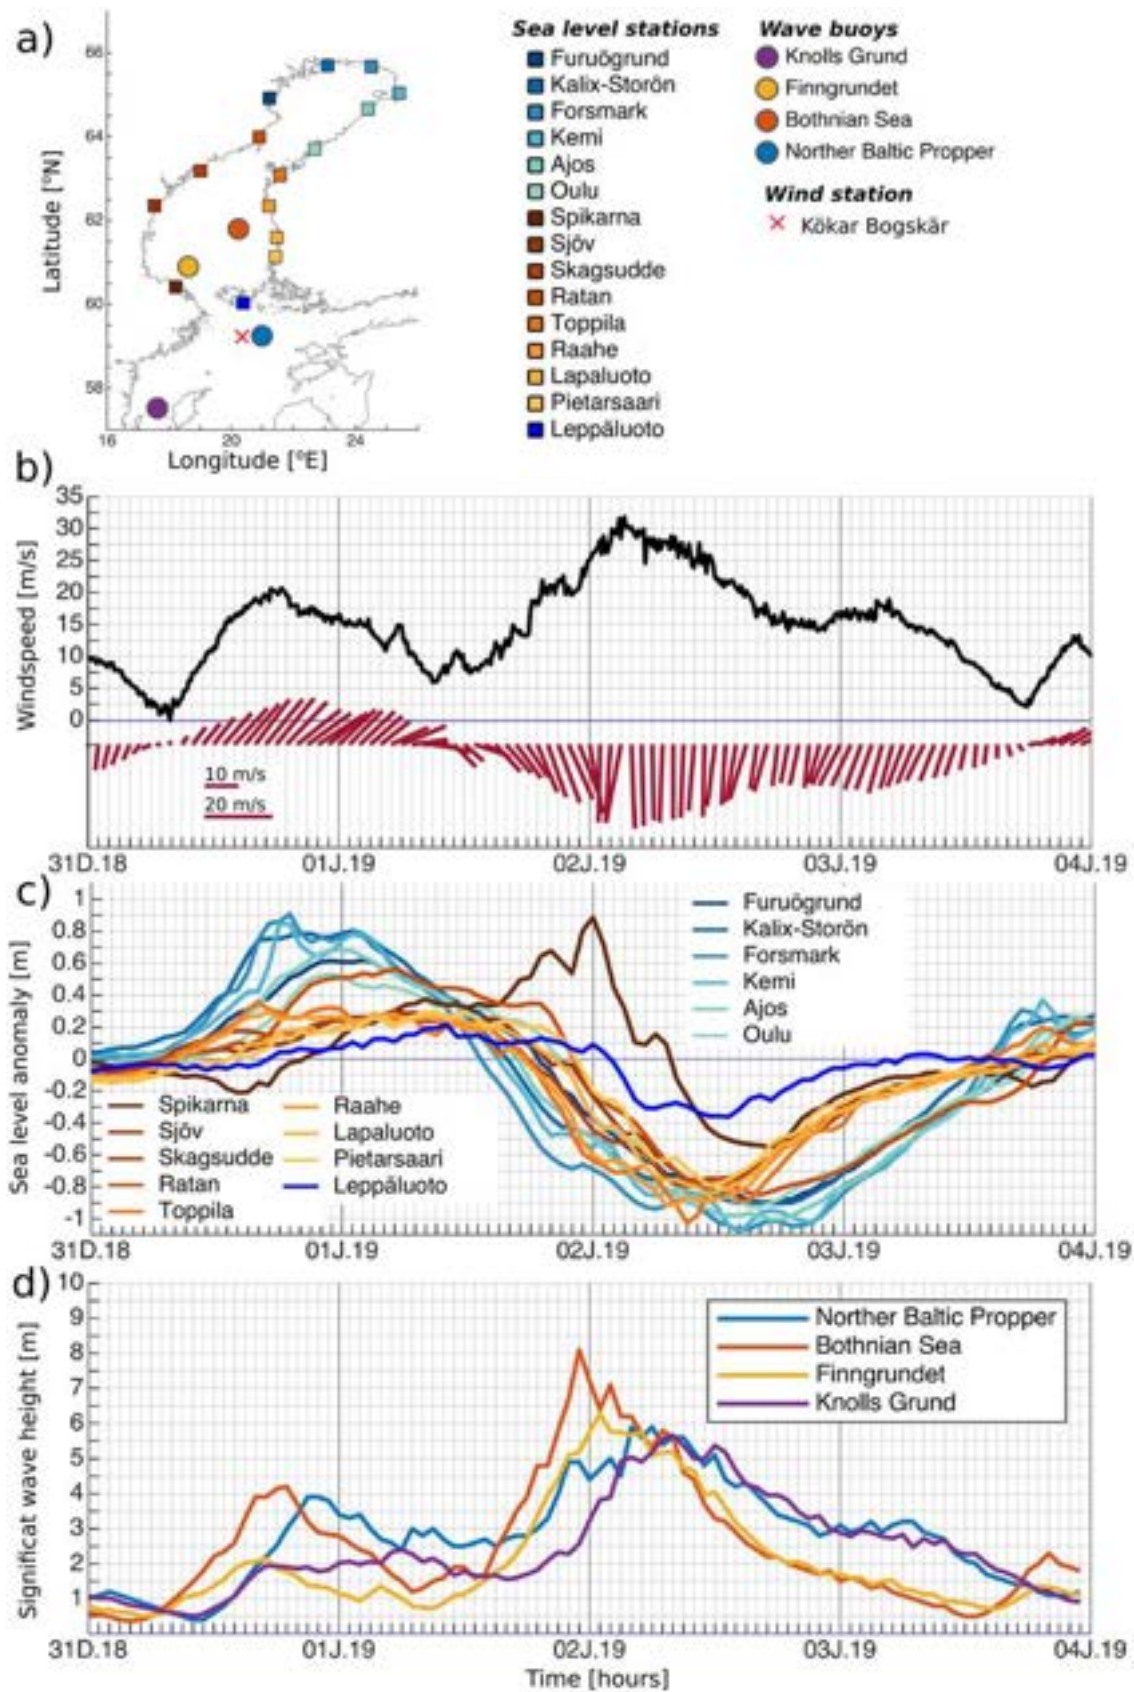 a)
Sea level stations
Furuögrund
Kalix-Storön
Forsmark
Kemi
Ajos
Oulu
Spikarna
Sjöv
Skagsudde
Ratan
Toppila
Raahe
Lapaluoto
Pietarsaari
Leppäluoto
Wave buoys
Knolls Grund
Finngrundet
Bothnian Sea
Norther Baltic Propper
Wind station
Kökar Bogskär
66
64
62
60
58
Latitude [°N]
16 20 24
Longitude [°E]
b)
35
30
25
20
15
10
5
0
Windspeed [m/s]
10 m/s
20 m/s
31D.18 01J.19 02J.19 03J.19 04J.19
c)
1
0.8
0.6
0.4
0.2
0
-0.2
-0.4
-0.6
-0.8
-1
Sea level anomaly [m]
Furuögrund
Kalix-Storön
Forsmark
Kemi
Ajos
Oulu
Spikarna
Sjöv
Skagsudde
Ratan
Toppila
Raahe
Lapaluoto
Pietarsaari
Leppäluoto
31D.18 01J.19 02J.19 03J.19 04J.19
d)
10
9
8
7
6
5
4
3
2
1
Significat wave height [m]
Norther Baltic Propper
Bothnian Sea
Finngrundet
Knolls Grund
31D.18 01J.19 02J.19 03J.19 04J.19
Time [hours]